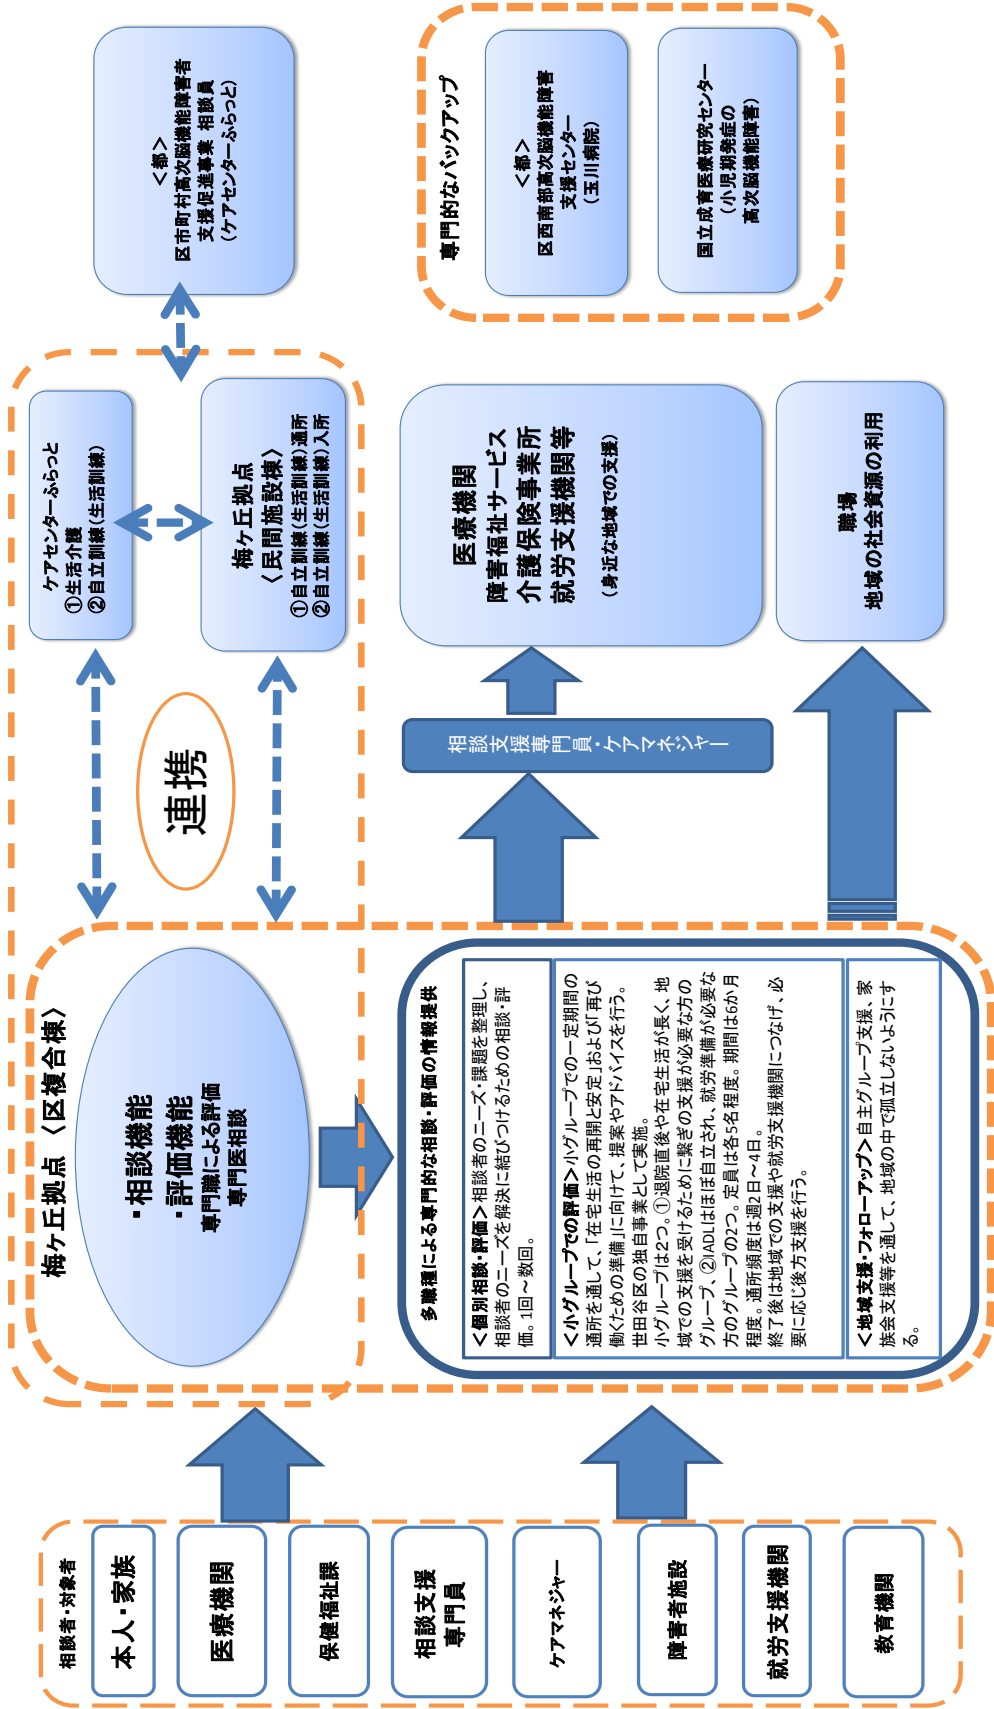 相談者・対象者
本人・家族
医療機関
保健福祉課
相談支援
専門員
ケアマネジャー
障害者施設
就労支援機関
教育機関
梅ヶ丘拠点〈区複合棟〉
・相談機能
・評価機能
専門職による評価
専門医相談
多職種による専門的な相談・評価の情報提供
＜個別相談・評価＞相談者のニーズ・課題を整理し、
相談者のニーズを解決に結びつけるための相談・評
価。1回～数回。
＜小グループでの評価＞小グループでの一定期間の
通所を通して、「在宅生活の再開と安定」および「再び
働くための準備」に向けて、提案やアドバイスを行う。
世田谷区の独自事業として実施。
小グループは2つ。①退院直後や在宅生活が長く、地
域での支援を受けるために繋ぎの支援が必要な方の
グループ、②IADLはほぼ自立され、就労準備が必要な
方のグループの2つ。定員は各5名程度。期間は6か月
程度。通所頻度は週2日～4日。
終了後は地域での支援や就労支援機関につなげ、必
要に応じ後方支援を行う。
＜地域支援・フォローアップ＞自主グループ支援、家
族会支援等を通して、地域の中で孤立しないようにす
る。
連携
ケアセンターふらっと
①生活介護
②自立訓練（生活訓練）
梅ヶ丘拠点
〈民間施設棟〉
①自立訓練（生活訓練）通所
②自立訓練（生活訓練）入所
相談支援専門員・ケアマネジャー
医療機関
障害福祉サービス
介護保険事業所
就労支援機関等
（身近な地域での支援）
職場
地域の社会資源の利用
＜都＞
区市町村高次脳機能障害者
支援促進事業 相談員
（ケアセンターふらっと）
専門的なバックアップ
＜都＞
区西南部高次脳機能障害
支援センター
（玉川病院）
国立成育医療研究センター
（小児期発症の
高次脳機能障害）